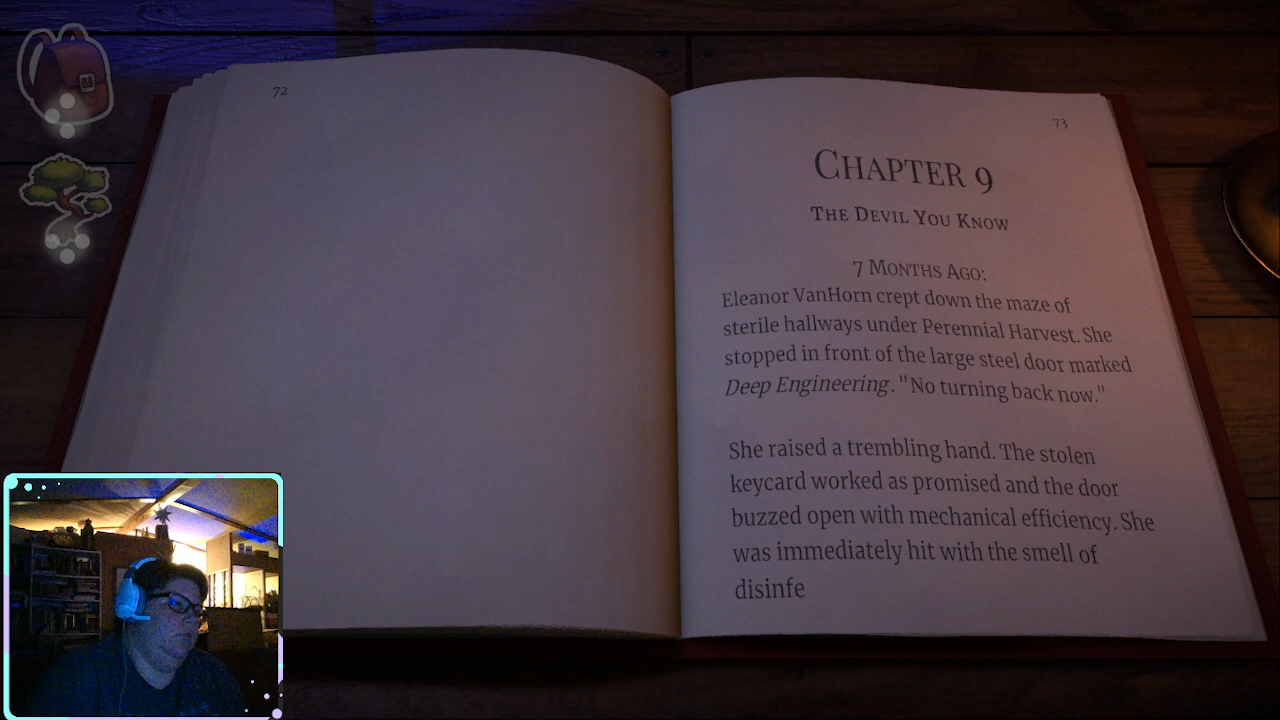 72
73
Chapter 9
The Devil You Know
7 Months Ago:
Eleanor VanHorn crept down the maze of
sterile hallways under Perennial Harvest. She
stopped in front of the large steel door marked
Deep Engineering. "No turning back now."
She raised a trembling hand. The stolen
keycard worked as promised and the door
buzzed open with mechanical efficiency. She
was immediately hit with the smell of
disinfe